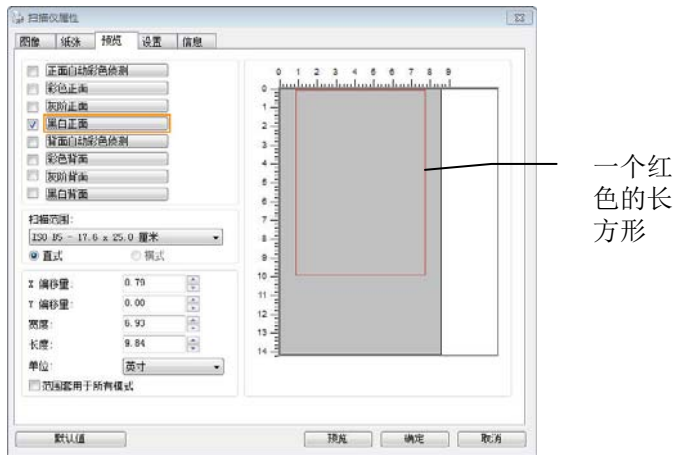 扫描仪属性
图像 纸张 预览 设置 信息
正面自动彩色侦测
彩色正面
灰阶正面
黑白正面
背面自动彩色侦测
彩色背面
灰阶背面
黑白背面
扫描范围:
ISO B5 - 17.6 x 25.0 厘米
直式 横式
X 偏移量: 0.79
Y 偏移量: 0.00
宽度: 6.93
长度: 9.84
单位: 英寸
范围套用于所有模式
0 1 2 3 4 5 6 7 8 9
0
1
2
3
4
5
6
7
8
9
10
11
12
13
14
一个红
色的长
方形
默认值 预览 确定 取消